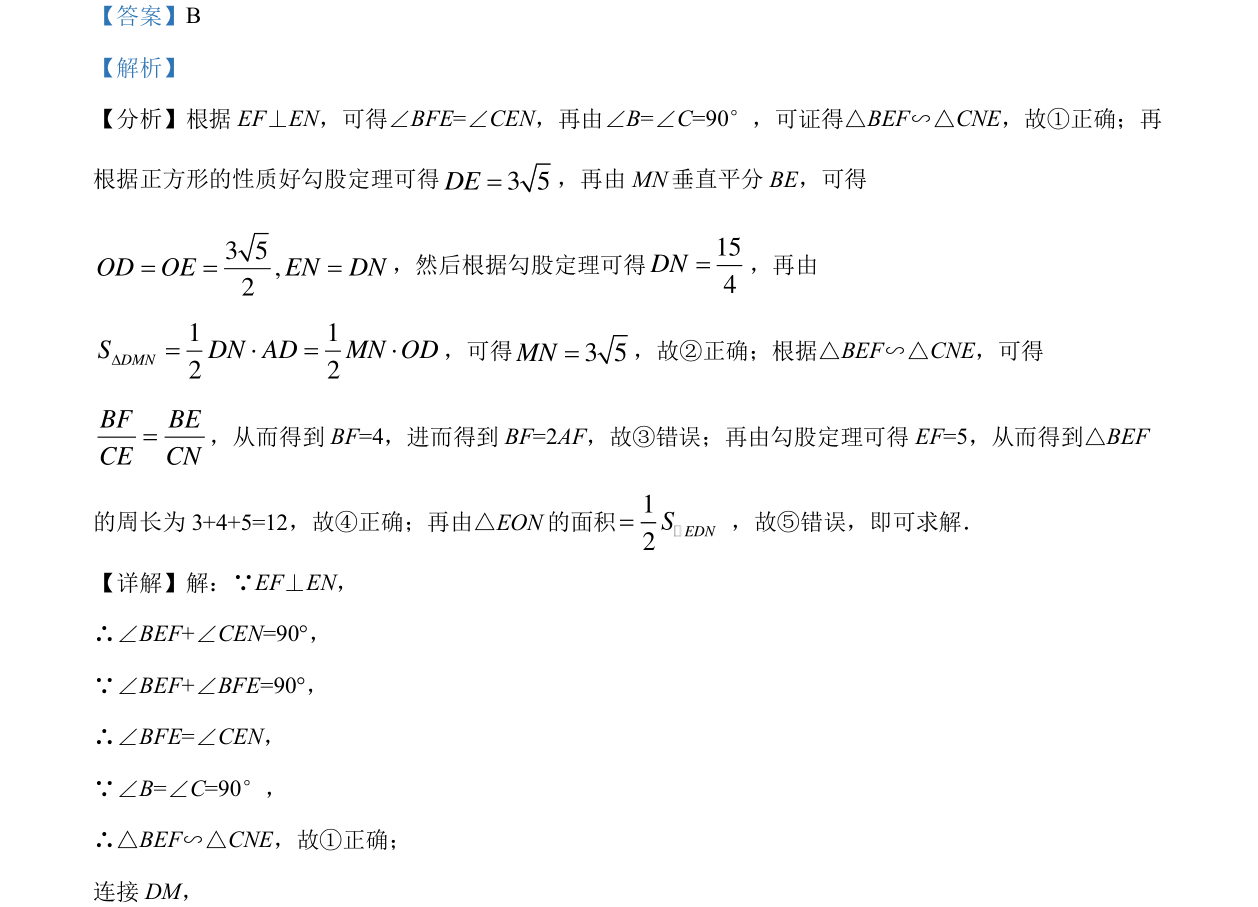 【答案】B
【解析】
【分析】根据 EF⊥EN，可得∠BFE=∠CEN，再由∠B=∠C=90°，可证得△BEF∽△CNE，故①正确；再
根据正方形的性质好勾股定理可得 DE = 3√5，再由 MN 垂直平分 BE，可得
OD = OE = 3√5/2, EN = DN，然后根据勾股定理可得 DN = 15/4，再由
S△DMN = 1/2 DN · AD = 1/2 MN · OD，可得 MN = 3√5，故②正确；根据△BEF∽△CNE，可得
BF/CE = BE/CN，从而得到 BF=4，进而得到 BF=2AF，故③错误；再由勾股定理可得 EF=5，从而得到△BEF
的周长为 3+4+5=12，故④正确；再由△EON 的面积 = 1/2 S□EDN ，故⑤错误，即可求解．
【详解】解：∵EF⊥EN，
∴∠BEF+∠CEN=90°，
∵∠BEF+∠BFE=90°，
∴∠BFE=∠CEN，
∵∠B=∠C=90°，
∴△BEF∽△CNE，故①正确；
连接 DM，